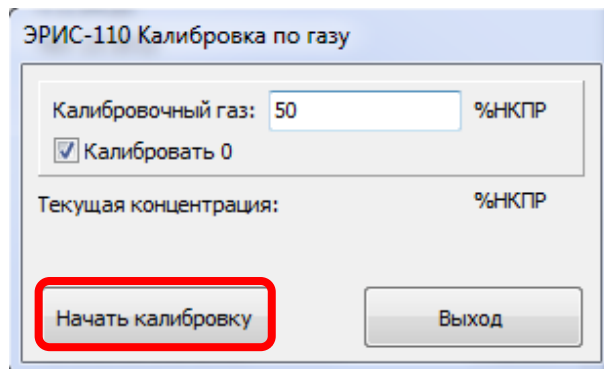 ЭРИС-110 Калибровка по газу
Калибровочный газ: 50 %НКПР
Калибровать 0
Текущая концентрация: %НКПР
Начать калибровку Выход